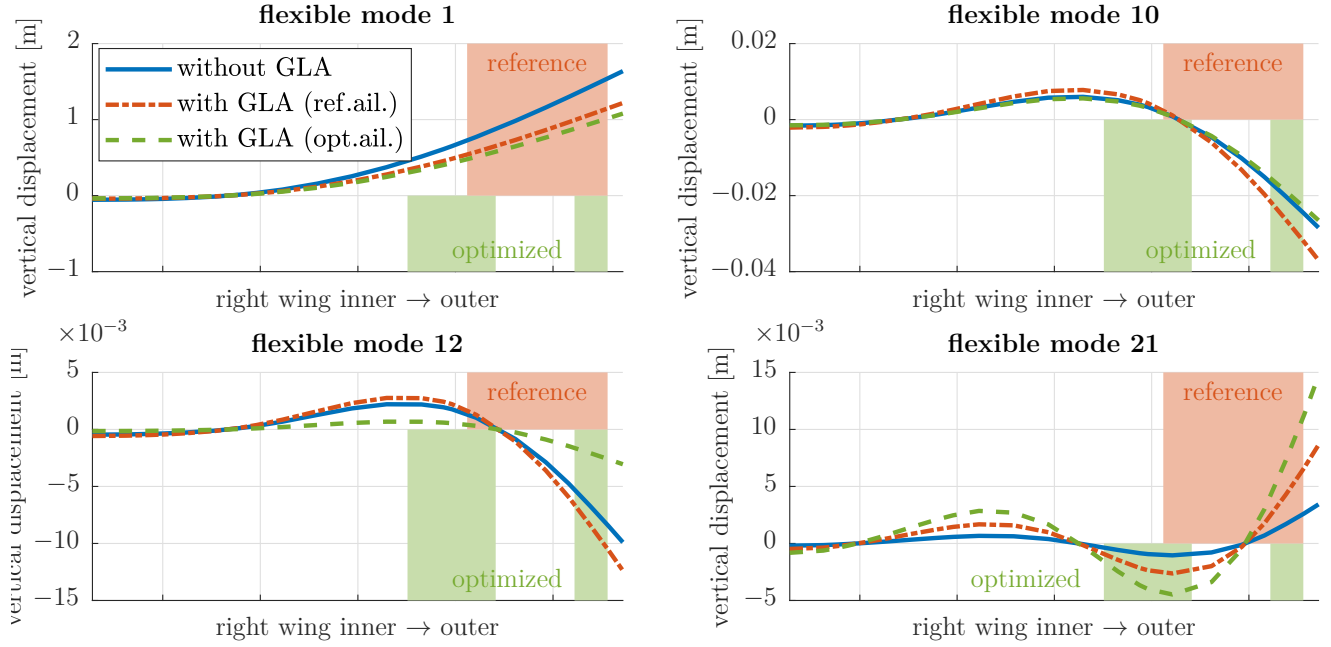 flexible mode 1
vertical displacement [m]
2
1
0
−1
without GLA
with GLA (ref.ail.)
with GLA (opt.ail.)
reference
optimized
right wing inner → outer
flexible mode 10
vertical displacement [m]
0.02
0
−0.02
−0.04
reference
optimized
right wing inner → outer
flexible mode 12
×10⁻³
vertical displacement [m]
5
0
−5
−10
−15
reference
optimized
right wing inner → outer
flexible mode 21
×10⁻³
vertical displacement [m]
15
10
5
0
−5
reference
optimized
right wing inner → outer